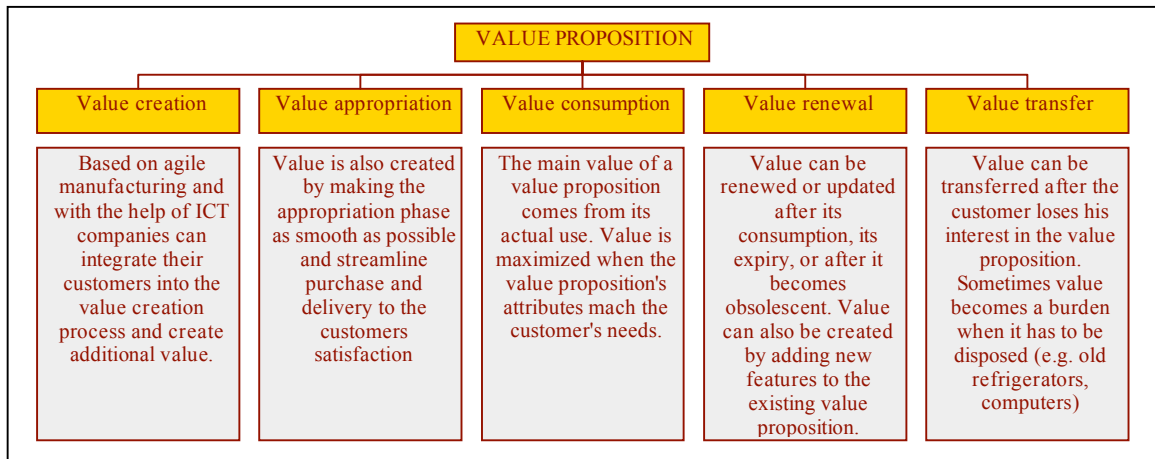 VALUE PROPOSITION
Value creation
Value appropriation
Value consumption
Value renewal
Value transfer
Based on agile
manufacturing and
with the help of ICT
companies can
integrate their
customers into the
value creation
process and create
additional value.
Value is also created
by making the
appropriation phase
as smooth as possible
and streamline
purchase and
delivery to the
customers
satisfaction
The main value of a
value proposition
comes from its
actual use. Value is
maximized when the
value proposition's
attributes mach the
customer's needs.
Value can be
renewed or updated
after its
consumption, its
expiry, or after it
becomes
obsolescent. Value
can also be created
by adding new
features to the
existing value
proposition.
Value can be
transferred after the
customer loses his
interest in the value
proposition.
Sometimes value
becomes a burden
when it has to be
disposed (e.g. old
refrigerators,
computers)